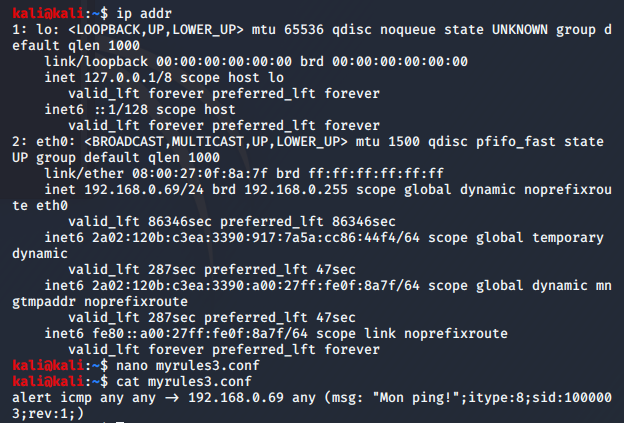 kali@kali:~$ ip addr
1: lo: <LOOPBACK,UP,LOWER_UP> mtu 65536 qdisc noqueue state UNKNOWN group d
efault qlen 1000
    link/loopback 00:00:00:00:00:00 brd 00:00:00:00:00:00
    inet 127.0.0.1/8 scope host lo
       valid_lft forever preferred_lft forever
    inet6 ::1/128 scope host
       valid_lft forever preferred_lft forever
2: eth0: <BROADCAST,MULTICAST,UP,LOWER_UP> mtu 1500 qdisc pfifo_fast state
UP group default qlen 1000
    link/ether 08:00:27:0f:8a:7f brd ff:ff:ff:ff:ff:ff
    inet 192.168.0.69/24 brd 192.168.0.255 scope global dynamic noprefixrou
te eth0
       valid_lft 86346sec preferred_lft 86346sec
    inet6 2a02:120b:c3ea:3390:917:7a5a:cc86:44f4/64 scope global temporary
dynamic
       valid_lft 287sec preferred_lft 47sec
    inet6 2a02:120b:c3ea:3390:a00:27ff:fe0f:8a7f/64 scope global dynamic mn
gtmpaddr noprefixroute
       valid_lft 287sec preferred_lft 47sec
    inet6 fe80::a00:27ff:fe0f:8a7f/64 scope link noprefixroute
       valid_lft forever preferred_lft forever
kali@kali:~$ nano myrules3.conf
kali@kali:~$ cat myrules3.conf
alert icmp any any -> 192.168.0.69 any (msg: "Mon ping!";itype:8;sid:100000
3;rev:1;)